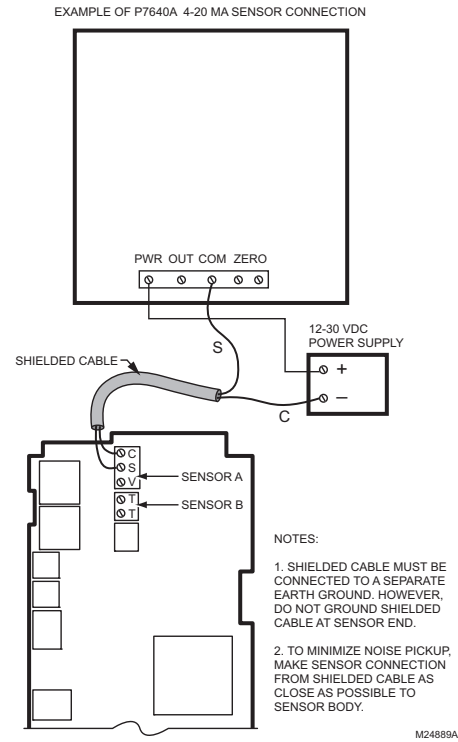 EXAMPLE OF P7640A 4-20 MA SENSOR CONNECTION
PWR OUT COM ZERO
12-30 VDC
POWER SUPPLY
+
–
S
SHIELDED CABLE
C
C
S
V
SENSOR A
T
T
SENSOR B
NOTES:
1. SHIELDED CABLE MUST BE
CONNECTED TO A SEPARATE
EARTH GROUND. HOWEVER,
DO NOT GROUND SHIELDED
CABLE AT SENSOR END.
2. TO MINIMIZE NOISE PICKUP,
MAKE SENSOR CONNECTION
FROM SHIELDED CABLE AS
CLOSE AS POSSIBLE TO
SENSOR BODY.
M24889A